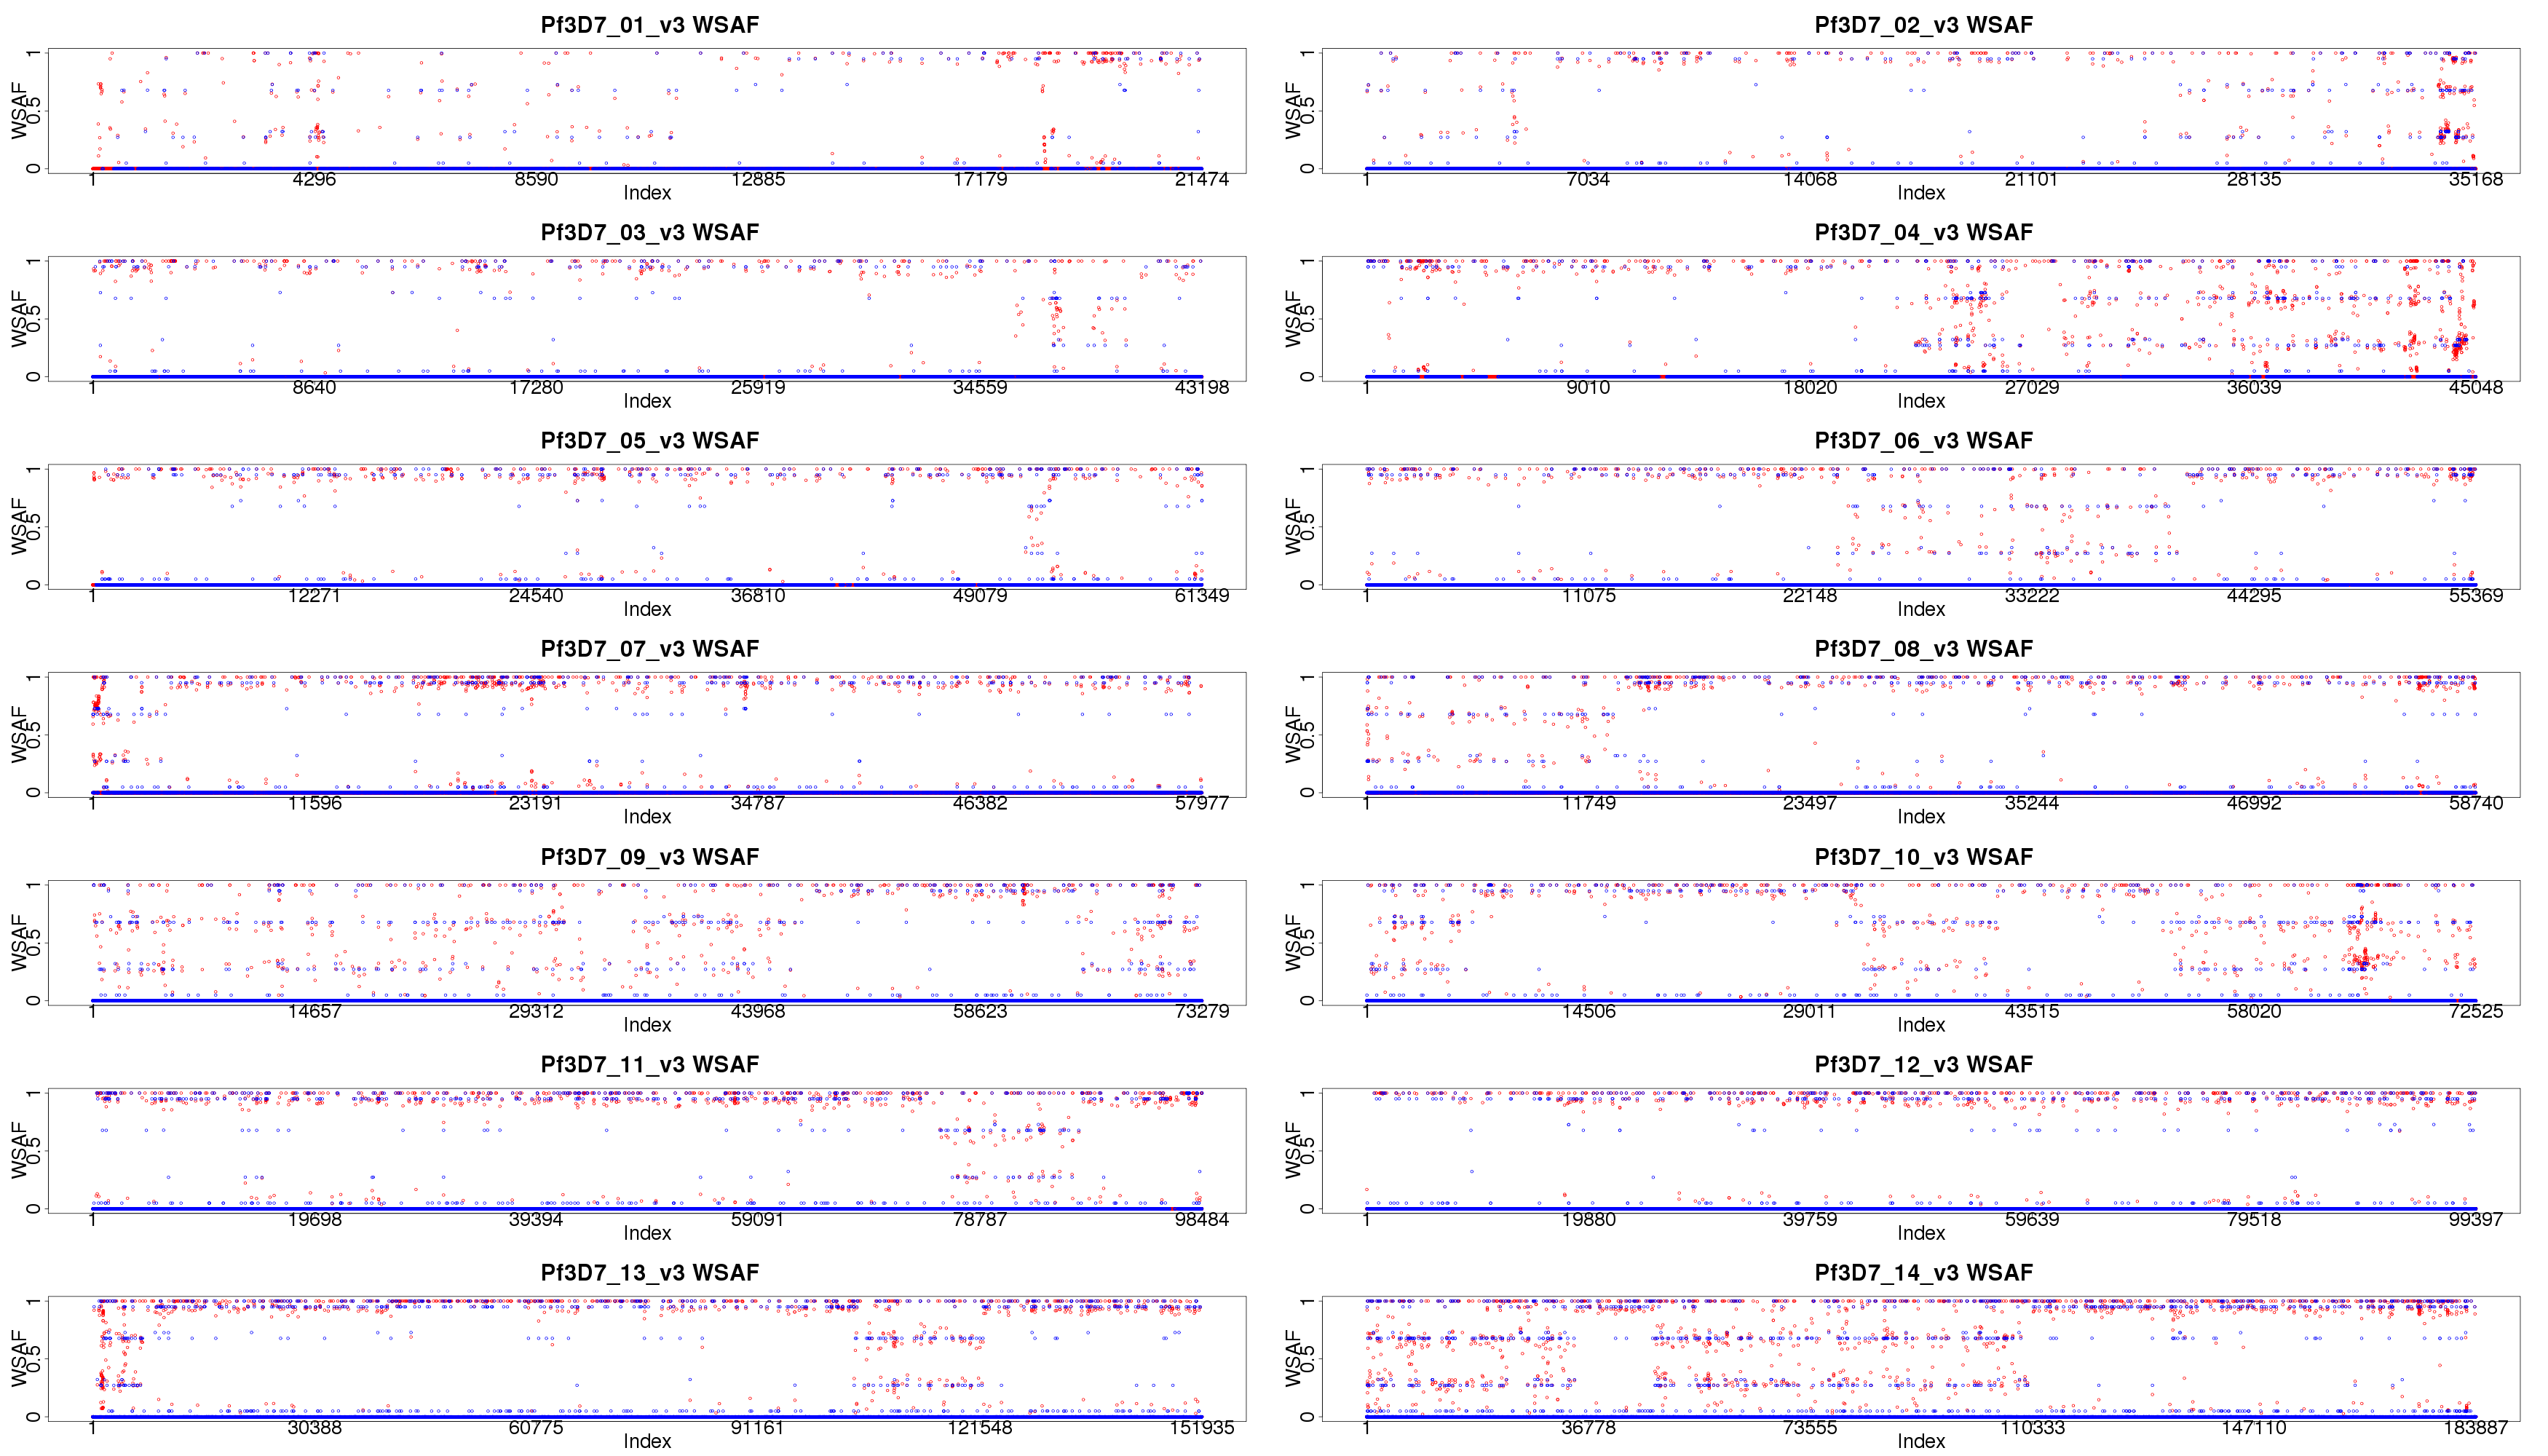 Pf3D7_01_v3 WSAF
WSAF
0 0.5 1
1 4296 8590 12885 17179 21474
Index
Pf3D7_02_v3 WSAF
WSAF
0 0.5 1
1 7034 14068 21101 28135 35168
Index
Pf3D7_03_v3 WSAF
WSAF
0 0.5 1
1 8640 17280 25919 34559 43198
Index
Pf3D7_04_v3 WSAF
WSAF
0 0.5 1
1 9010 18020 27029 36039 45048
Index
Pf3D7_05_v3 WSAF
WSAF
0 0.5 1
1 12271 24540 36810 49079 61349
Index
Pf3D7_06_v3 WSAF
WSAF
0 0.5 1
1 11075 22148 33222 44295 55369
Index
Pf3D7_07_v3 WSAF
WSAF
0 0.5 1
1 11596 23191 34787 46382 57977
Index
Pf3D7_08_v3 WSAF
WSAF
0 0.5 1
1 11749 23497 35244 46992 58740
Index
Pf3D7_09_v3 WSAF
WSAF
0 0.5 1
1 14657 29312 43968 58623 73279
Index
Pf3D7_10_v3 WSAF
WSAF
0 0.5 1
1 14506 29011 43515 58020 72525
Index
Pf3D7_11_v3 WSAF
WSAF
0 0.5 1
1 19698 39394 59091 78787 98484
Index
Pf3D7_12_v3 WSAF
WSAF
0 0.5 1
1 19880 39759 59639 79518 99397
Index
Pf3D7_13_v3 WSAF
WSAF
0 0.5 1
1 30388 60775 91161 121548 151935
Index
Pf3D7_14_v3 WSAF
WSAF
0 0.5 1
1 36778 73555 110333 147110 183887
Index